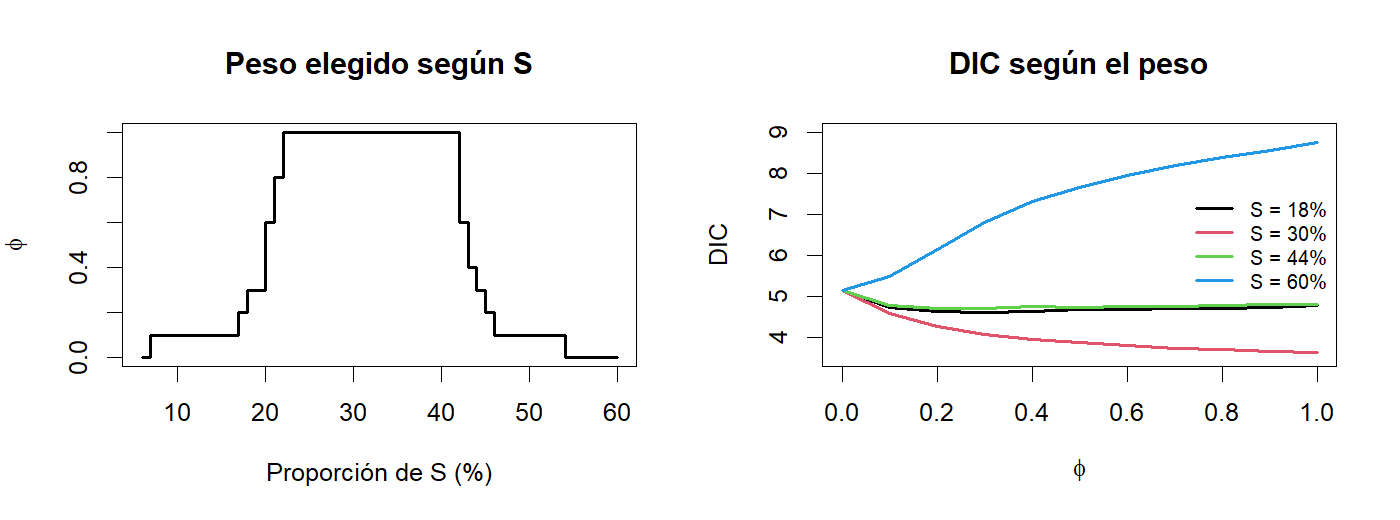 Peso elegido según S
ϕ
0.0 0.4 0.8
10 20 30 40 50 60
Proporción de S (%)
DIC según el peso
DIC
4 5 6 7 8 9
S = 18%
S = 30%
S = 44%
S = 60%
0.0 0.2 0.4 0.6 0.8 1.0
ϕ